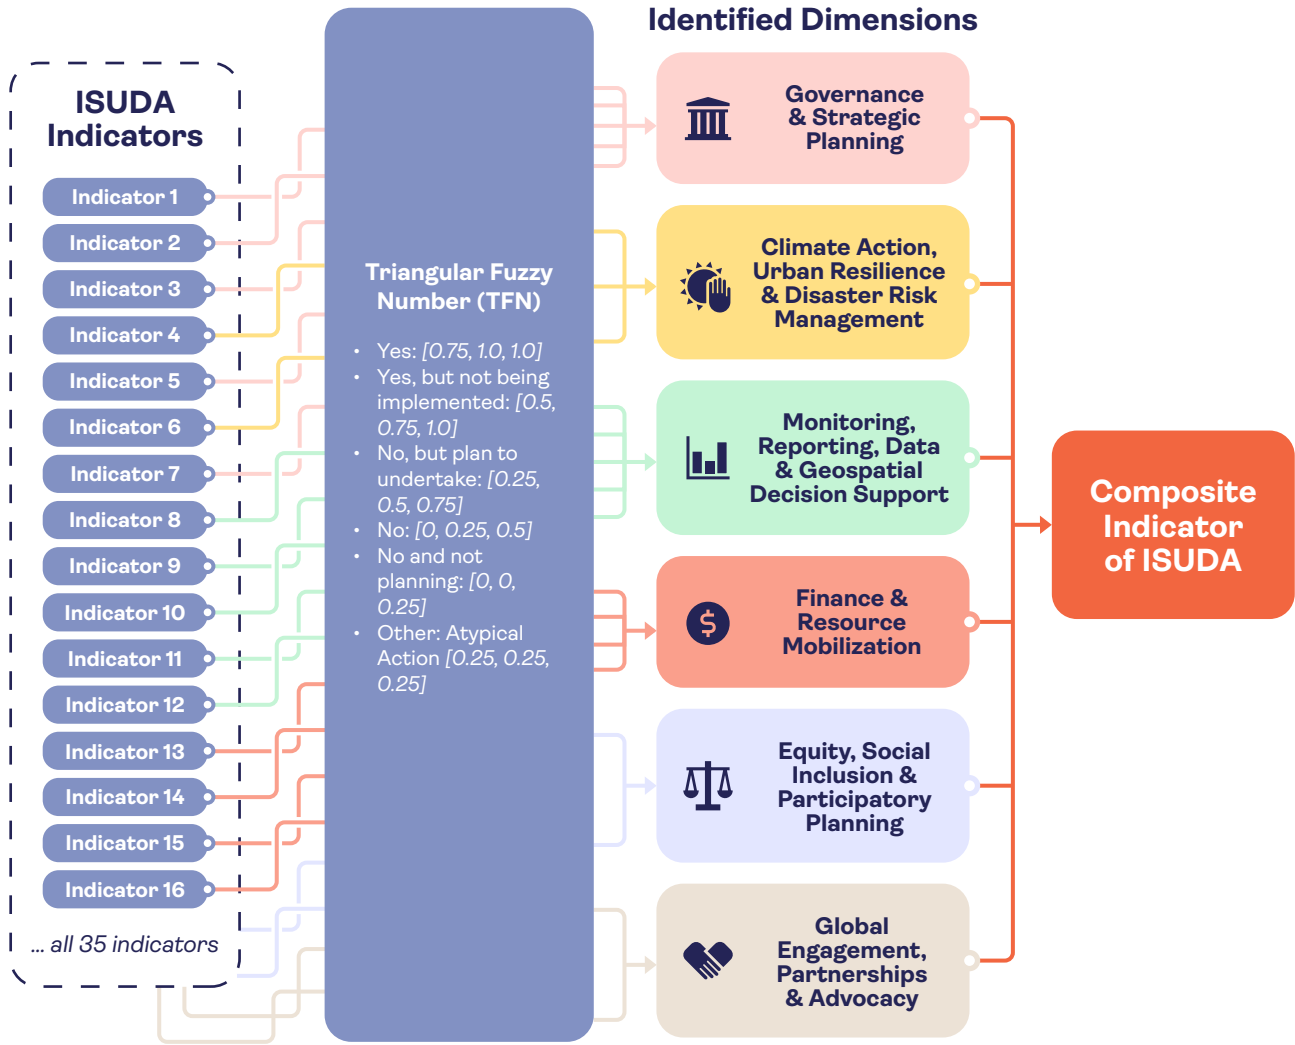 ISUDA
Indicators
Indicator 1
Indicator 2
Indicator 3
Indicator 4
Indicator 5
Indicator 6
Indicator 7
Indicator 8
Indicator 9
Indicator 10
Indicator 11
Indicator 12
Indicator 13
Indicator 14
Indicator 15
Indicator 16
... all 35 indicators
Triangular Fuzzy
Number (TFN)
• Yes: [0.75, 1.0, 1.0]
• Yes, but not being
implemented: [0.5,
0.75, 1.0]
• No, but plan to
undertake: [0.25,
0.5, 0.75]
• No: [0, 0.25, 0.5]
• No and not
planning: [0, 0,
0.25]
• Other: Atypical
Action [0.25, 0.25,
0.25]
Identified Dimensions
Governance
& Strategic
Planning
Climate Action,
Urban Resilience
& Disaster Risk
Management
Monitoring,
Reporting, Data
& Geospatial
Decision Support
$
Finance &
Resource
Mobilization
Equity, Social
Inclusion &
Participatory
Planning
Global
Engagement,
Partnerships
& Advocacy
Composite
Indicator
of ISUDA